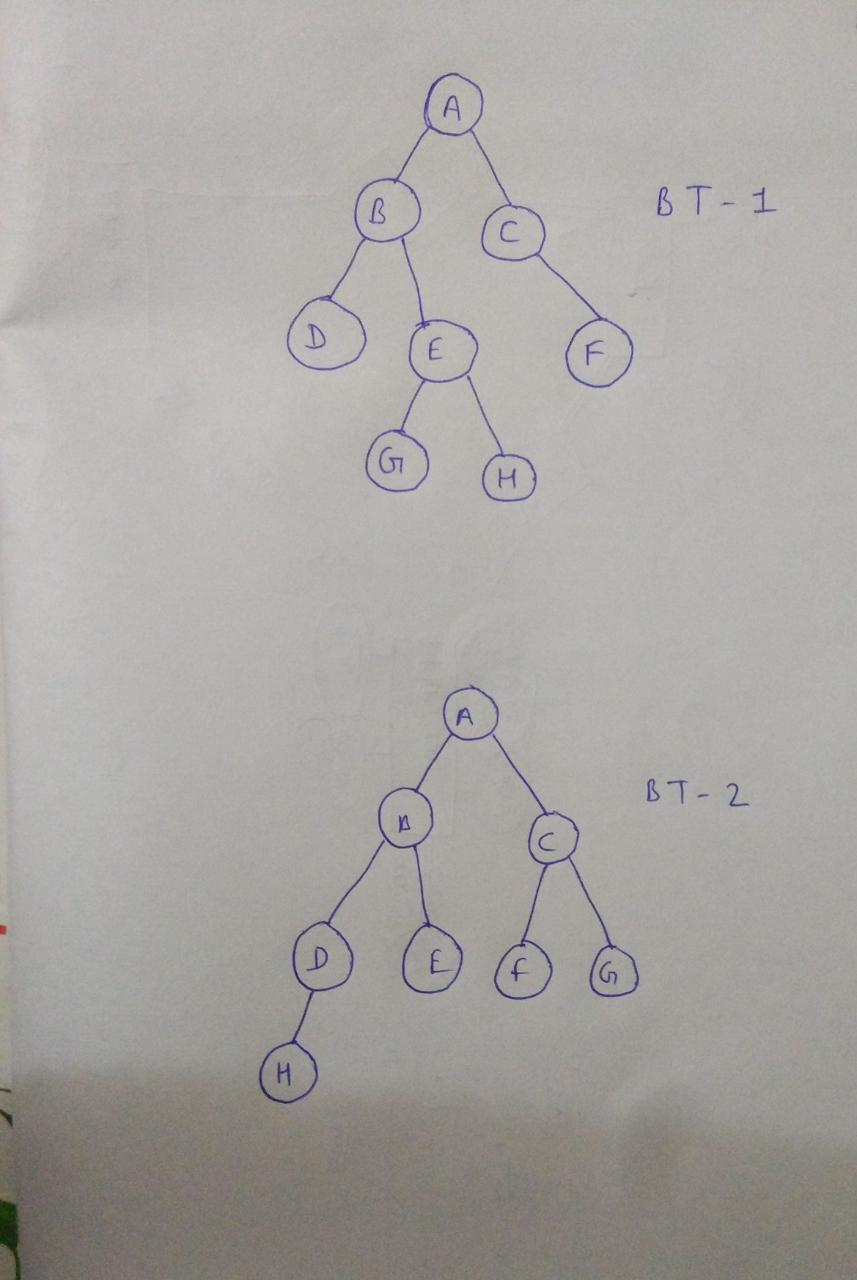 A
B C BT-1
D E F
G H
A
B C BT-2
D E F G
H